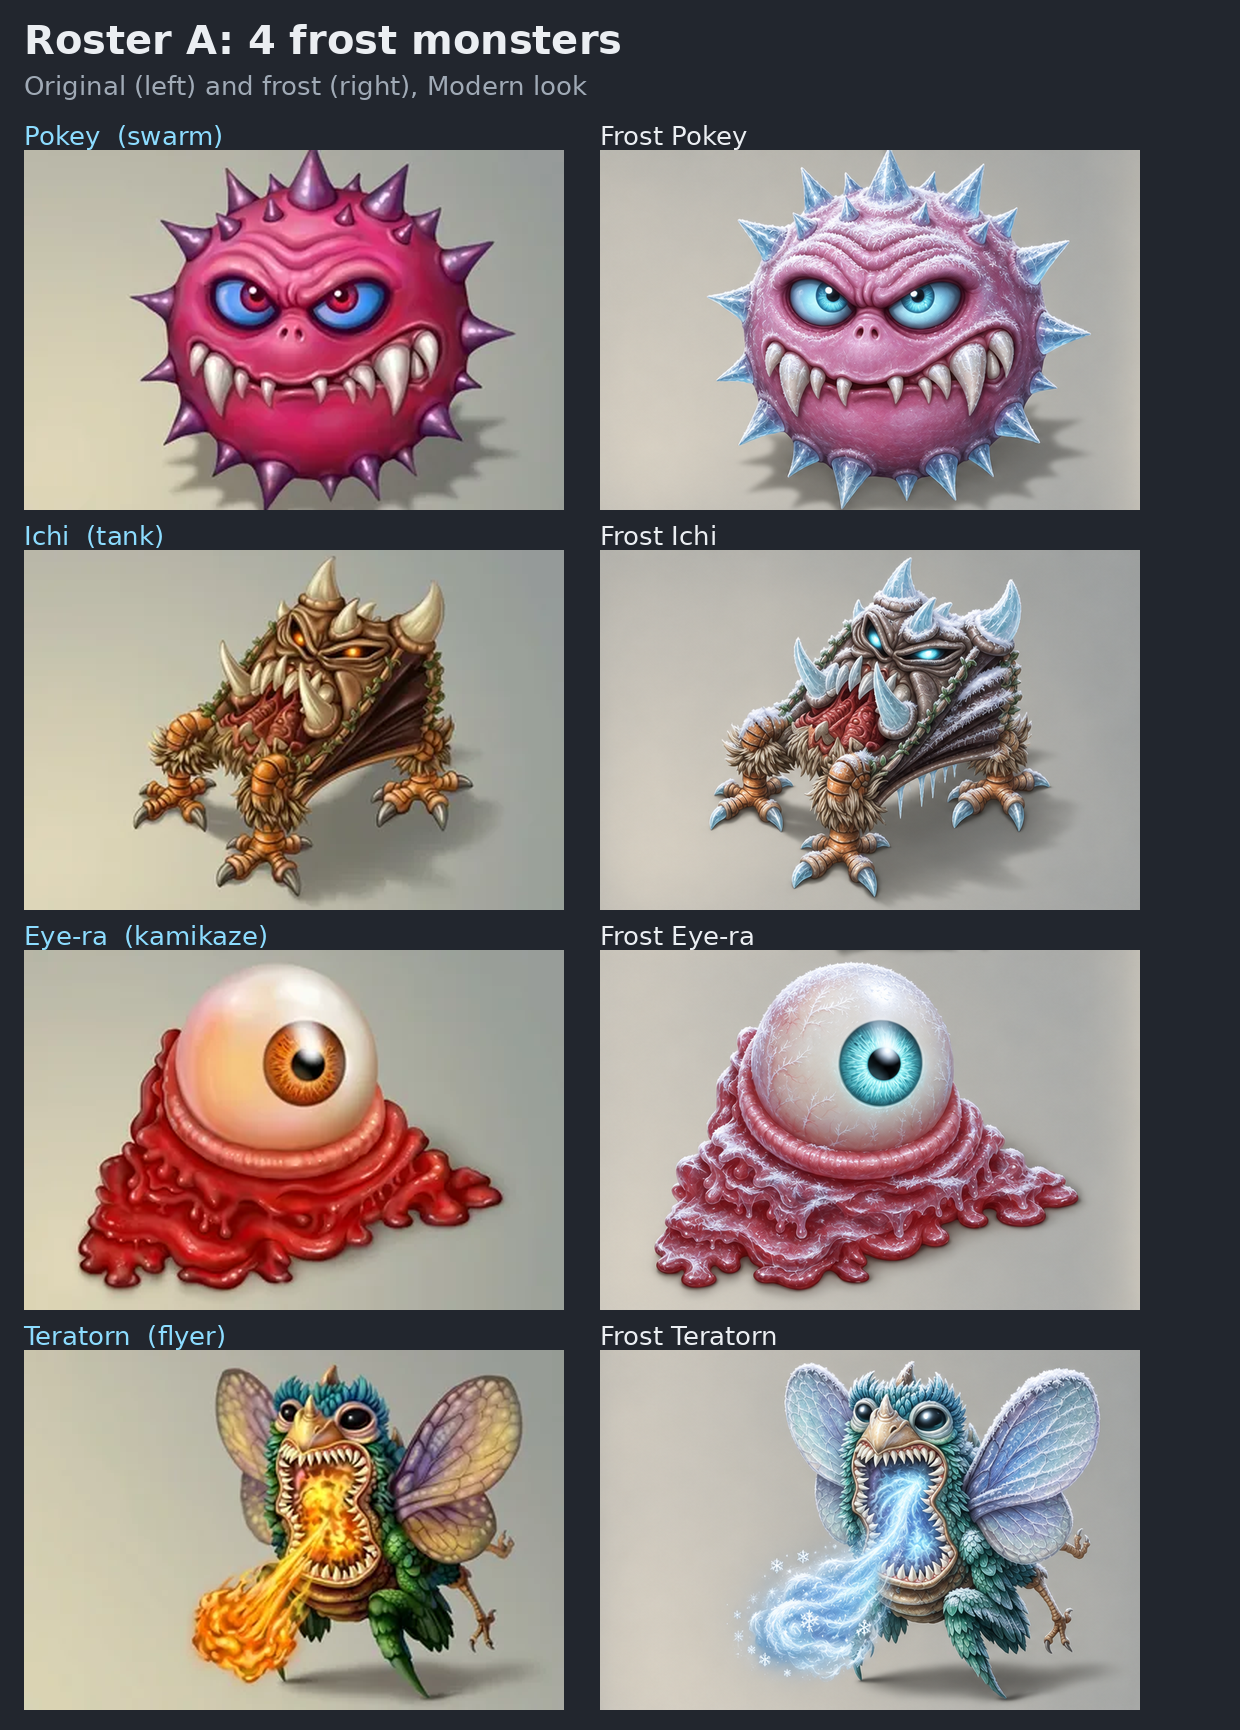 Roster A: 4 frost monsters
Original (left) and frost (right), Modern look
Pokey (swarm)
Frost Pokey
Ichi (tank)
Frost Ichi
Eye-ra (kamikaze)
Frost Eye-ra
Teratorn (flyer)
Frost Teratorn